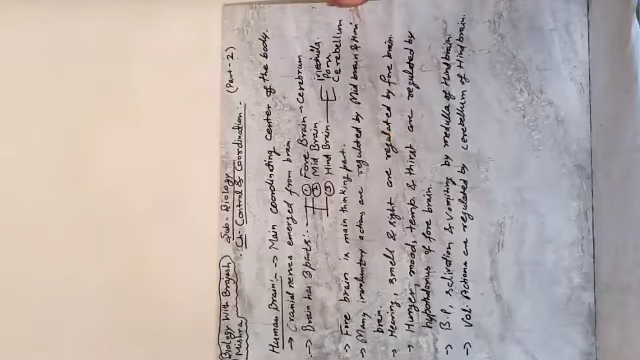 Biology With Brajesh Mishra
Sub- Biology
Ch- Control & Coordination:- (Part-2)
Human Brain:- → Main coordinating center of the body.
→ Cranial nerves emerged from brain
→ Brain has 3 parts:- ① Fore Brain - Cerebrum
② Mid Brain
③ Hind Brain Medulla
Pons
Cerebellum
→ Fore brain is main thinking part.
→ Many involuntary actions are regulated by Mid brain & Hind
brain.
→ Hearing, smell & sight are regulated by fore brain
→ Hunger, mood, temp. & thirst are regulated by
hypothalamus of fore brain.
→ B.P, salivation & vomiting by medulla of Hind brain
→ Vol. Actions are regulated by cerebellum of Hind brain.